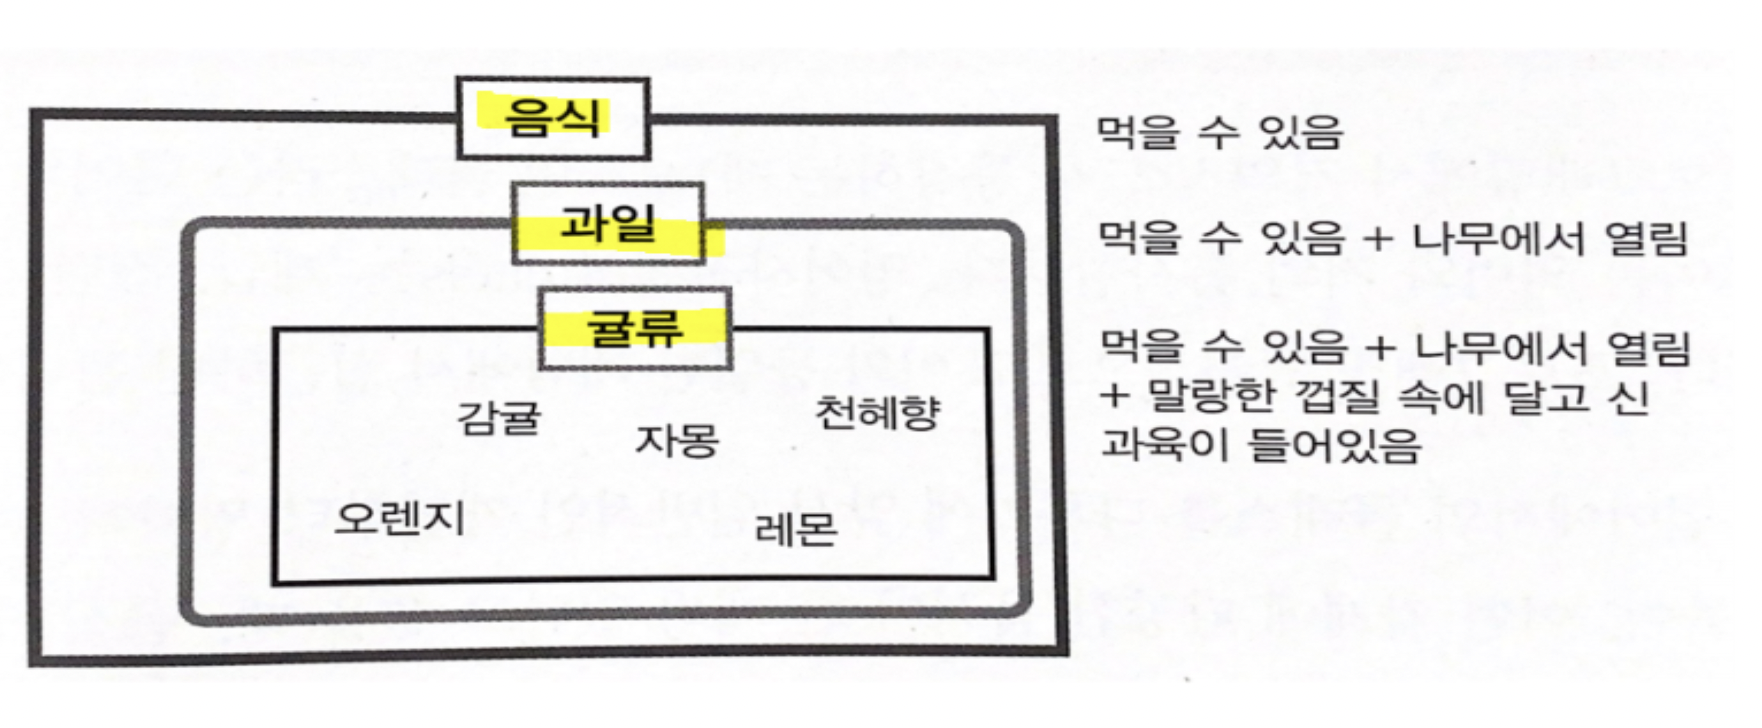 음식
먹을 수 있음
과일
먹을 수 있음 + 나무에서 열림
귤류
먹을 수 있음 + 나무에서 열림
+ 말랑한 껍질 속에 달고 신
과육이 들어있음
감귤
자몽
천혜향
오렌지
레몬